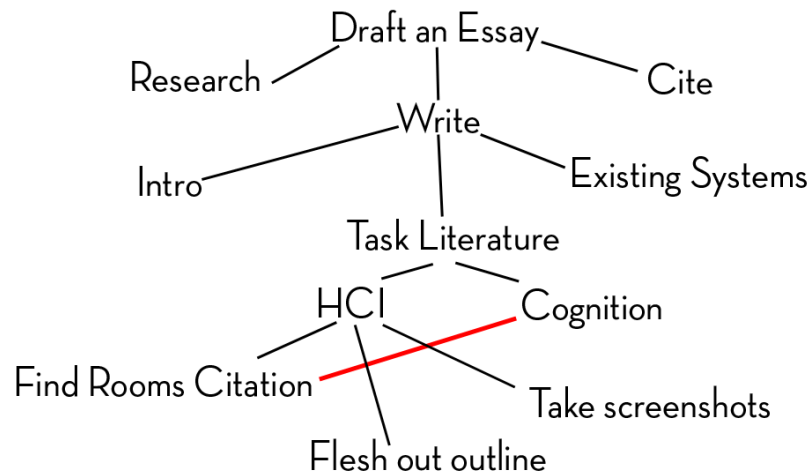 Draft an Essay
Research
Cite
Write
Intro
Existing Systems
Task Literature
HCI
Cognition
Find Rooms Citation
Take screenshots
Flesh out outline